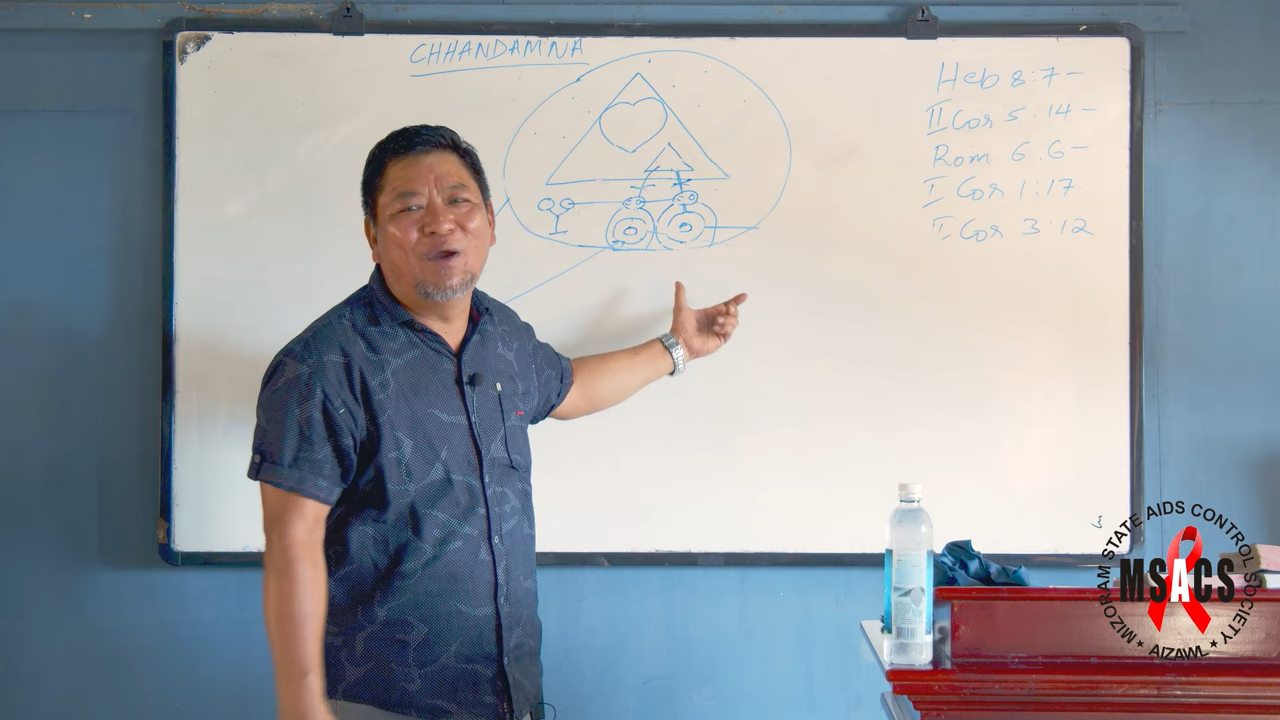 CHHANDAMNA
Heb 8:7-
II Cor 5:14-
Rom 6:6-
I Cor 1:17
II Cor 3:12
MIZORAM STATE AIDS CONTROL SOCIETY
MSACS
★ AIZAWL ★